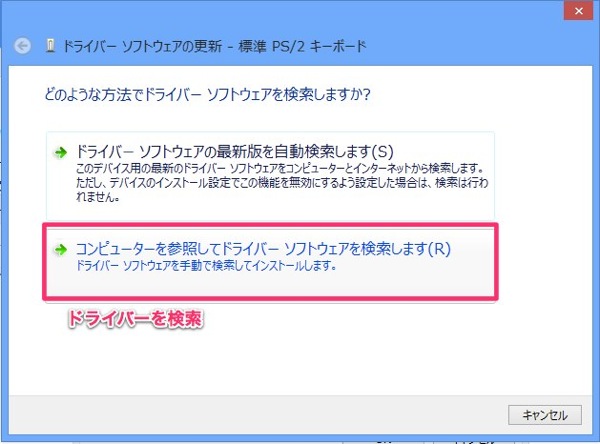 ドライバー ソフトウェアの更新 - 標準 PS/2 キーボード
どのような方法でドライバー ソフトウェアを検索しますか?
ドライバー ソフトウェアの最新版を自動検索します(S)
このデバイス用の最新のドライバー ソフトウェアをコンピューターとインターネットから検索します。
ただし、デバイスのインストール設定でこの機能を無効にするよう設定した場合は、検索は行わ
れません。
コンピューターを参照してドライバー ソフトウェアを検索します(R)
ドライバー ソフトウェアを手動で検索してインストールします。
ドライバーを検索
キャンセル